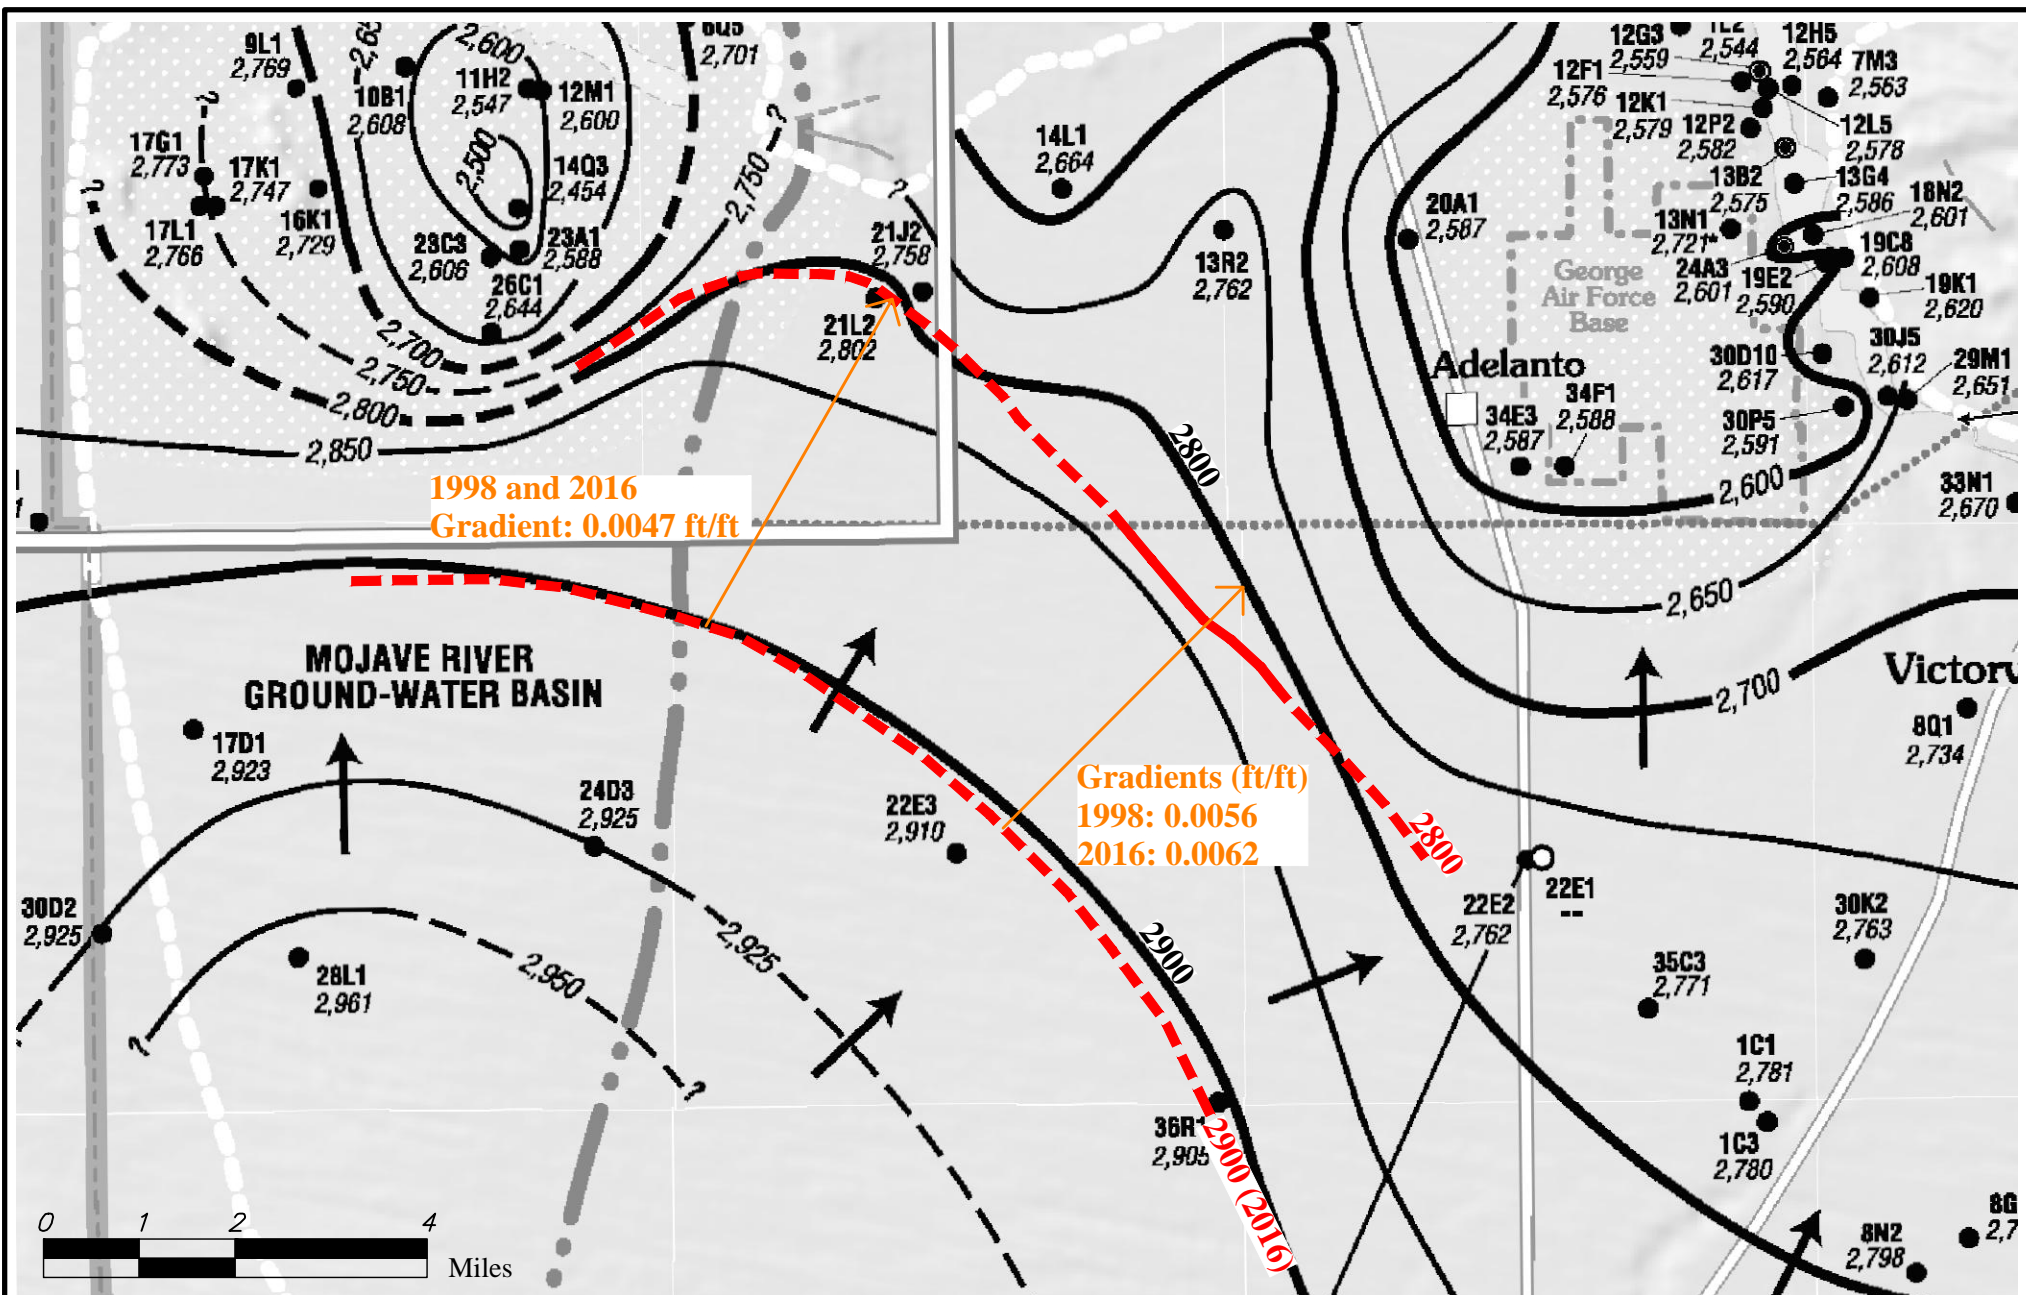 9L1
2,769
2,600
6Q5
2,701
10B1
2,608
11H2
2,547
12M1
2,600
17G1
2,773
17K1
2,747
2,500
14Q3
2,454
2,750
17L1
2,766
16K1
2,729
23C3
2,606
23A1
2,588
26C1
2,644
21J2
2,758
21L2
2,802
2,700
2,750
2,800
2,850
14L1
2,664
13R2
2,762
20A1
2,587
12G3
2,559
1L2
2,544
12H5
2,564
7M3
2,563
12F1
2,576
12K1
2,579
12P2
2,582
12L5
2,578
13B2
2,575
13G4
2,586
18N2
2,601
13N1
2,721*
24A3
2,601
19E2
2,590
19C8
2,608
19K1
2,620
George
Air Force
Base
Adelanto
30D10
2,617
30J5
2,612
29M1
2,651
34E3
2,587
34F1
2,588
30P5
2,591
2,600
33N1
2,670
2800
1998 and 2016
Gradient: 0.0047 ft/ft
2,650
MOJAVE RIVER
GROUND-WATER BASIN
2,700
Victorv
8Q1
2,734
17D1
2,923
24D3
2,925
22E3
2,910
Gradients (ft/ft)
1998: 0.0056
2016: 0.0062
2800
22E2
2,762
22E1
--
30K2
2,763
30D2
2,925
28L1
2,961
2,950
2,925
2900
35C3
2,771
1C1
2,781
1C3
2,780
36R1
2,905
2900 (2016)
8N2
2,798
8G
2,7
0 1 2 4
Miles